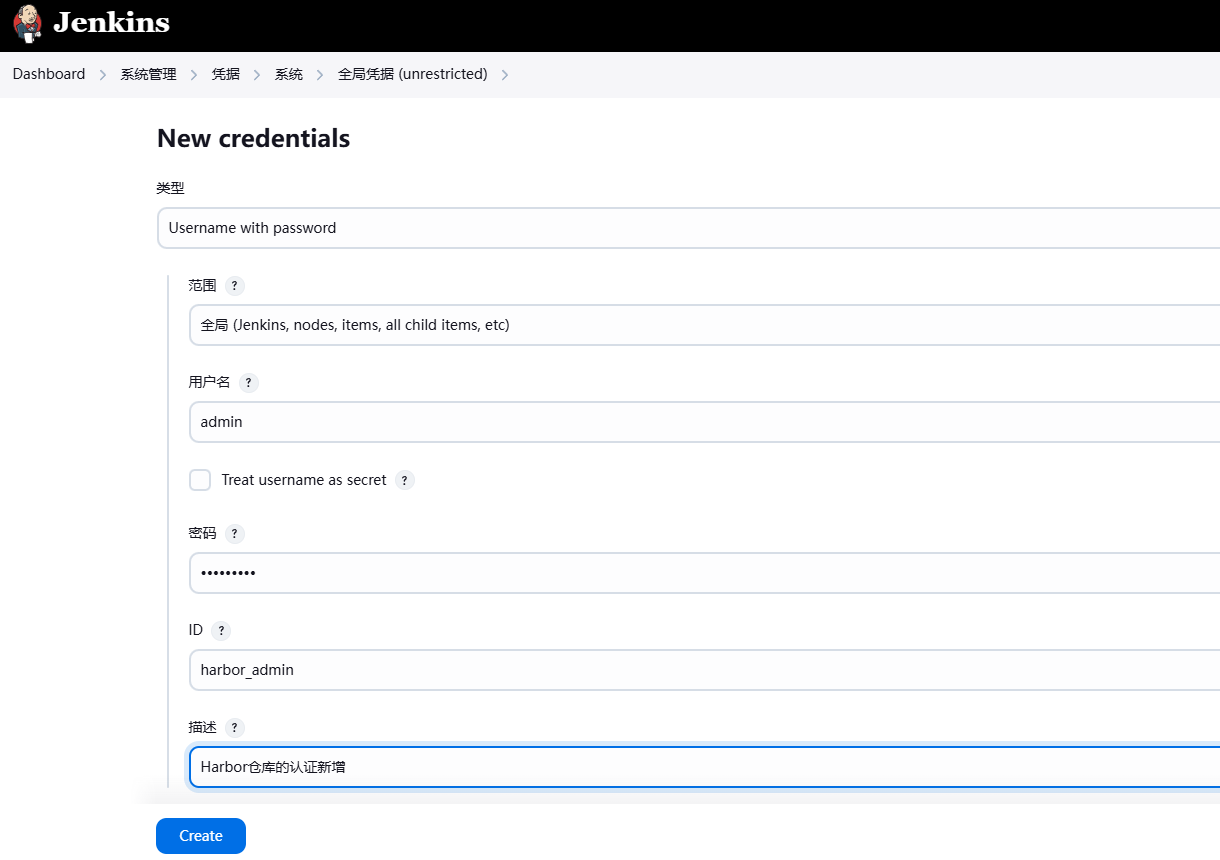 Jenkins
Dashboard > 系统管理 > 凭据 > 系统 > 全局凭据 (unrestricted) >
New credentials
类型
Username with password
范围 ?
全局 (Jenkins, nodes, items, all child items, etc)
用户名 ?
admin
Treat username as secret ?
密码 ?
•••••••••
ID ?
harbor_admin
描述 ?
Harbor仓库的认证新增
Create